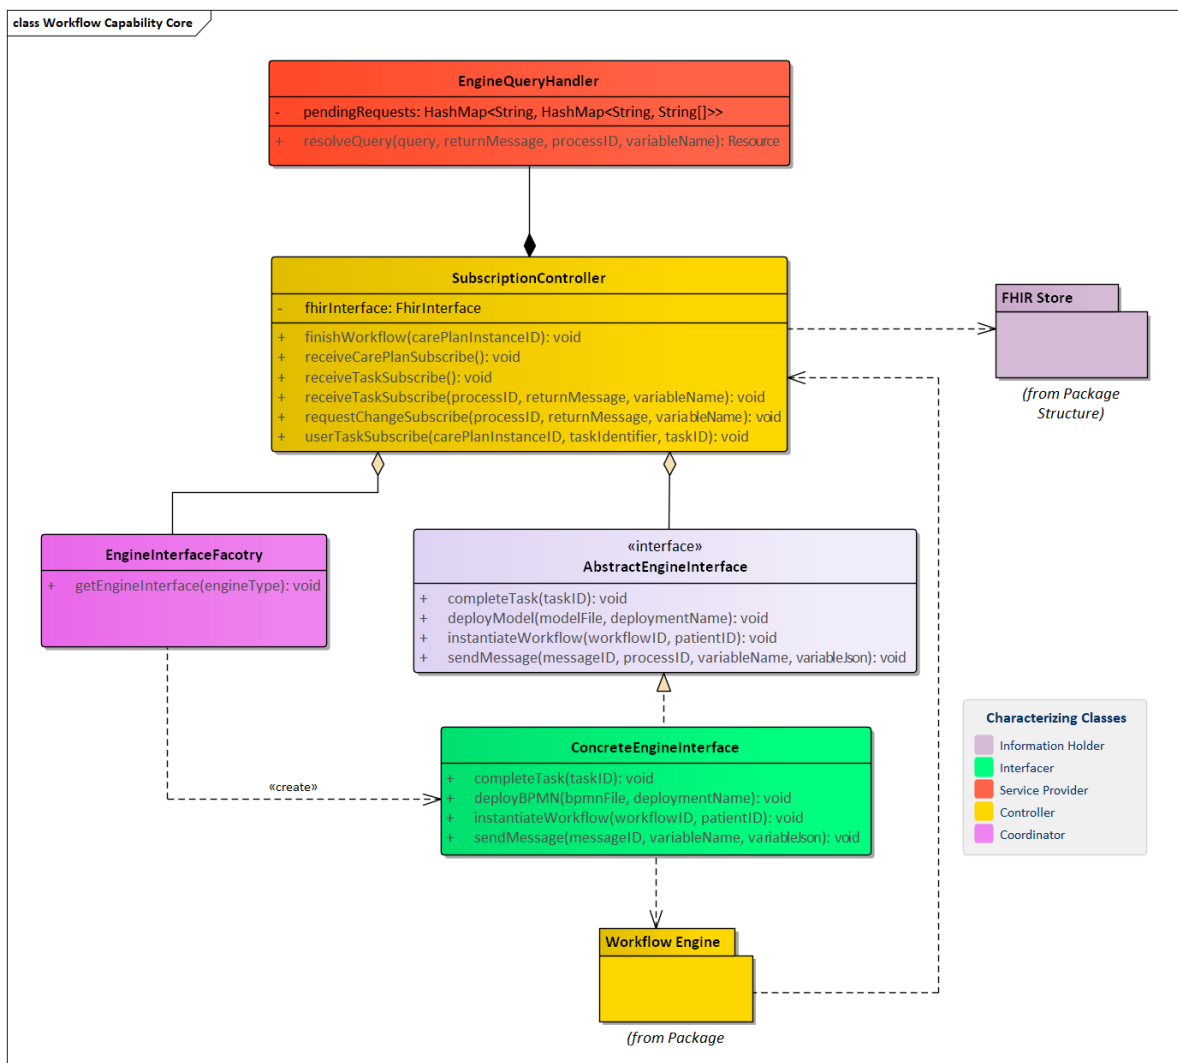 class Workflow Capability Core
EngineQueryHandler
- pendingRequests: HashMap<String, HashMap<String, String[]>>
+ resolveQuery(query, returnMessage, processID, variableName): Resource
SubscriptionController
- fhirInterface: FhirInterface
+ finishWorkflow(carePlanInstanceID): void
+ receiveCarePlanSubscribe(): void
+ receiveTaskSubscribe(): void
+ receiveTaskSubscribe(processID, returnMessage, variableName): void
+ requestChangeSubscribe(processID, returnMessage, variableName): void
+ userTaskSubscribe(carePlanInstanceID, taskIdentifier, taskID): void
FHIR Store
(from Package
Structure)
EngineInterfaceFacotry
+ getEngineInterface(engineType): void
«interface»
AbstractEngineInterface
+ completeTask(taskID): void
+ deployModel(modelFile, deploymentName): void
+ instantiateWorkflow(workflowID, patientID): void
+ sendMessage(messageID, processID, variableName, variableJson): void
«create»
ConcreteEngineInterface
+ completeTask(taskID): void
+ deployBPMN(bpmnFile, deploymentName): void
+ instantiateWorkflow(workflowID, patientID): void
+ sendMessage(messageID, variableName, variableJson): void
Characterizing Classes
Information Holder
Interfacer
Service Provider
Controller
Coordinator
Workflow Engine
(from Package